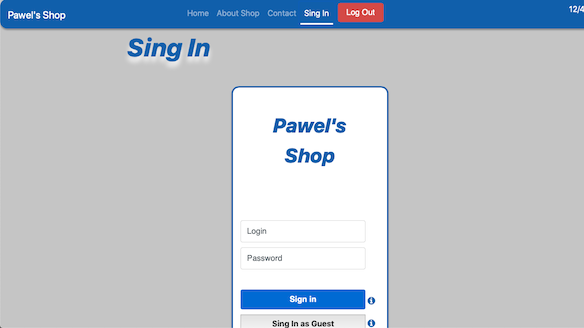 Pawel's Shop Home About Shop Contact Sing In Log Out 12/4
Sing In
Pawel's
Shop
Login
Password
Sign in
Sing In as Guest